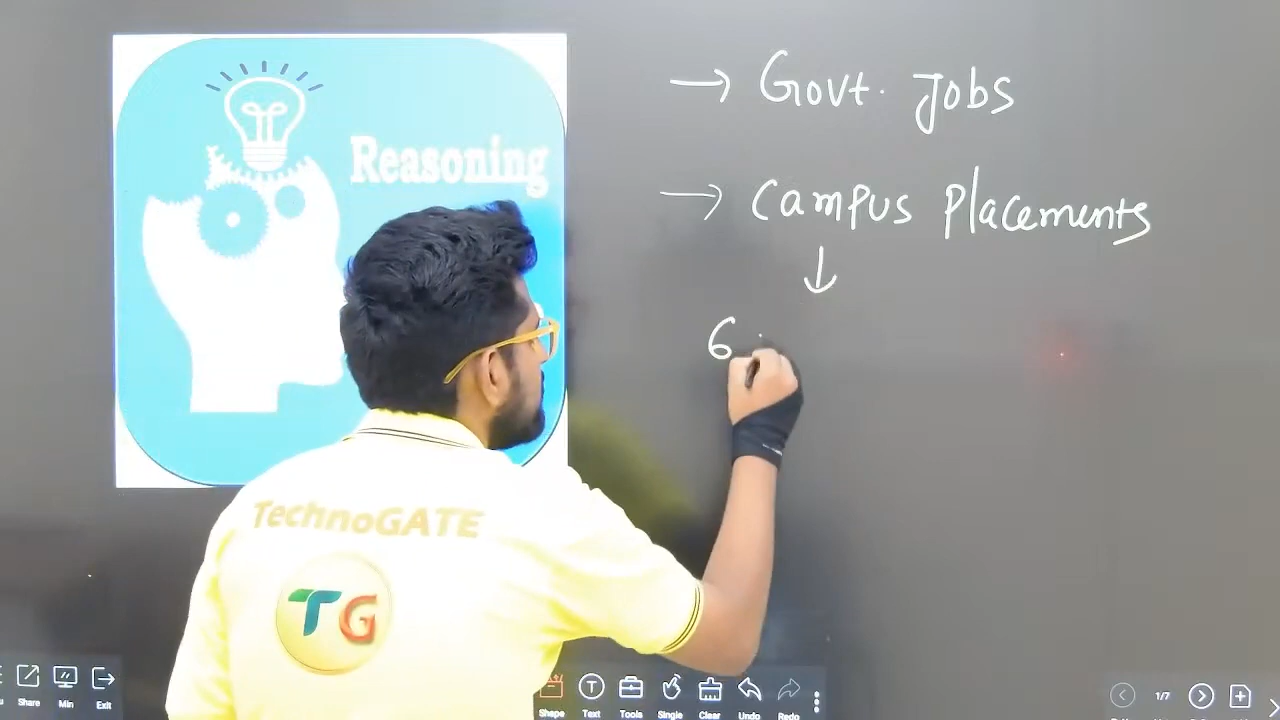 → Govt. Jobs
Reasoning
→ Campus Placements
↓
6
TechnoGATE
TG
Share Min Exit
Shape Text Tools Single Clear Undo Redo
1/7